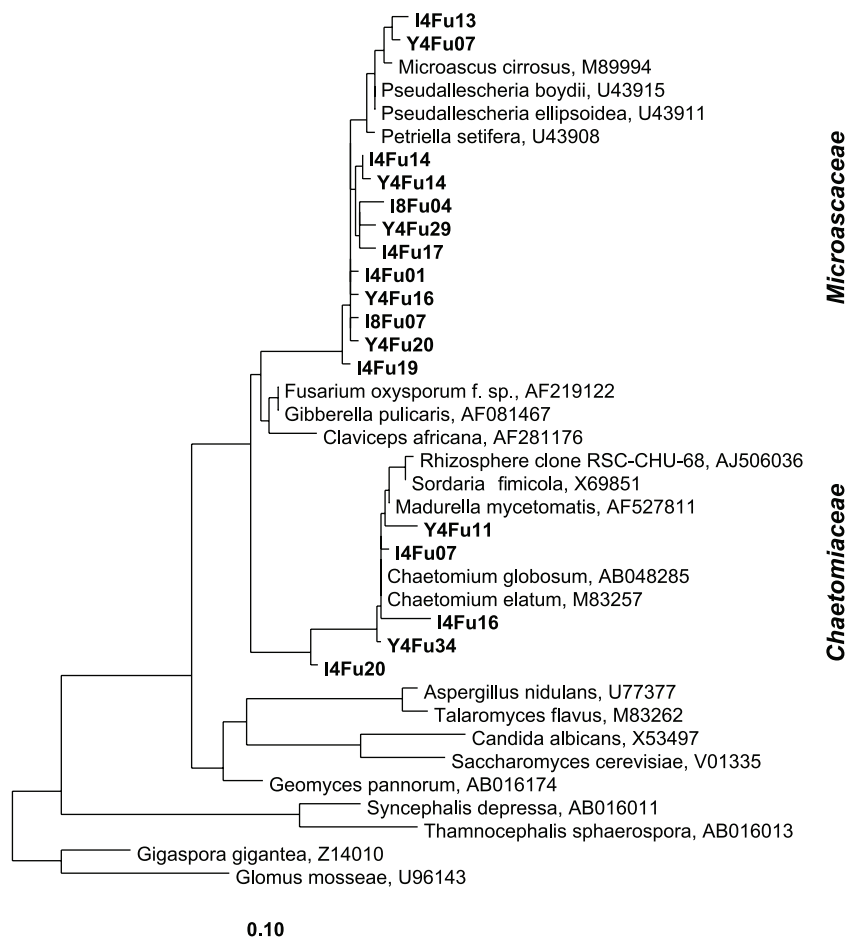 I4Fu13
Y4Fu07
Microascus cirrosus, M89994
Pseudallescheria boydii, U43915
Pseudallescheria ellipsoidea, U43911
Petriella setifera, U43908
I4Fu14
Y4Fu14
I8Fu04
Y4Fu29
I4Fu17
I4Fu01
Y4Fu16
I8Fu07
Y4Fu20
I4Fu19
Microascaceae
Fusarium oxysporum f. sp., AF219122
Gibberella pulicaris, AF081467
Claviceps africana, AF281176
Rhizosphere clone RSC-CHU-68, AJ506036
Sordaria fimicola, X69851
Madurella mycetomatis, AF527811
Y4Fu11
I4Fu07
Chaetomium globosum, AB048285
Chaetomium elatum, M83257
I4Fu16
Y4Fu34
I4Fu20
Chaetomiaceae
Aspergillus nidulans, U77377
Talaromyces flavus, M83262
Candida albicans, X53497
Saccharomyces cerevisiae, V01335
Geomyces pannorum, AB016174
Syncephalis depressa, AB016011
Thamnocephalis sphaerospora, AB016013
Gigaspora gigantea, Z14010
Glomus mosseae, U96143
0.10